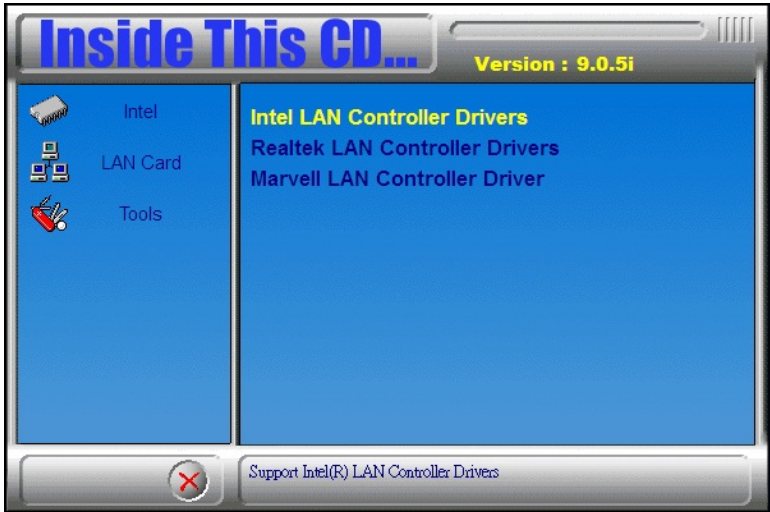 Inside This CD...
Version : 9.0.5i
Intel
LAN Card
Tools
Intel LAN Controller Drivers
Realtek LAN Controller Drivers
Marvell LAN Controller Driver
Support Intel(R) LAN Controller Drivers